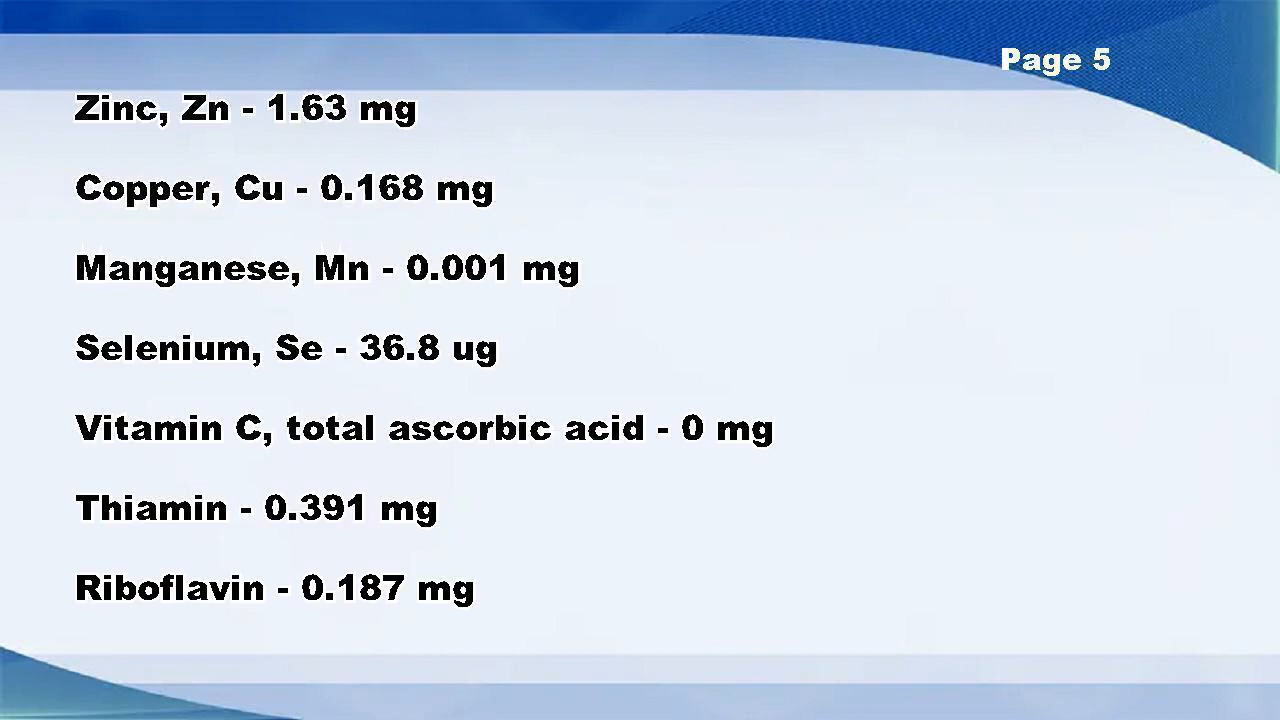 Page 5
Zinc, Zn - 1.63 mg
Copper, Cu - 0.168 mg
Manganese, Mn - 0.001 mg
Selenium, Se - 36.8 ug
Vitamin C, total ascorbic acid - 0 mg
Thiamin - 0.391 mg
Riboflavin - 0.187 mg